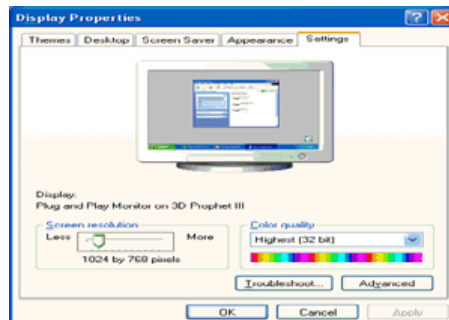 Display Properties
Themes Desktop Screen Saver Appearance Settings
Display:
Plug and Play Monitor on 3D Prophet III
Screen resolution
Less More
1024 by 768 pixels
Color quality
Highest (32 bit)
Troubleshoot... Advanced
OK Cancel Apply